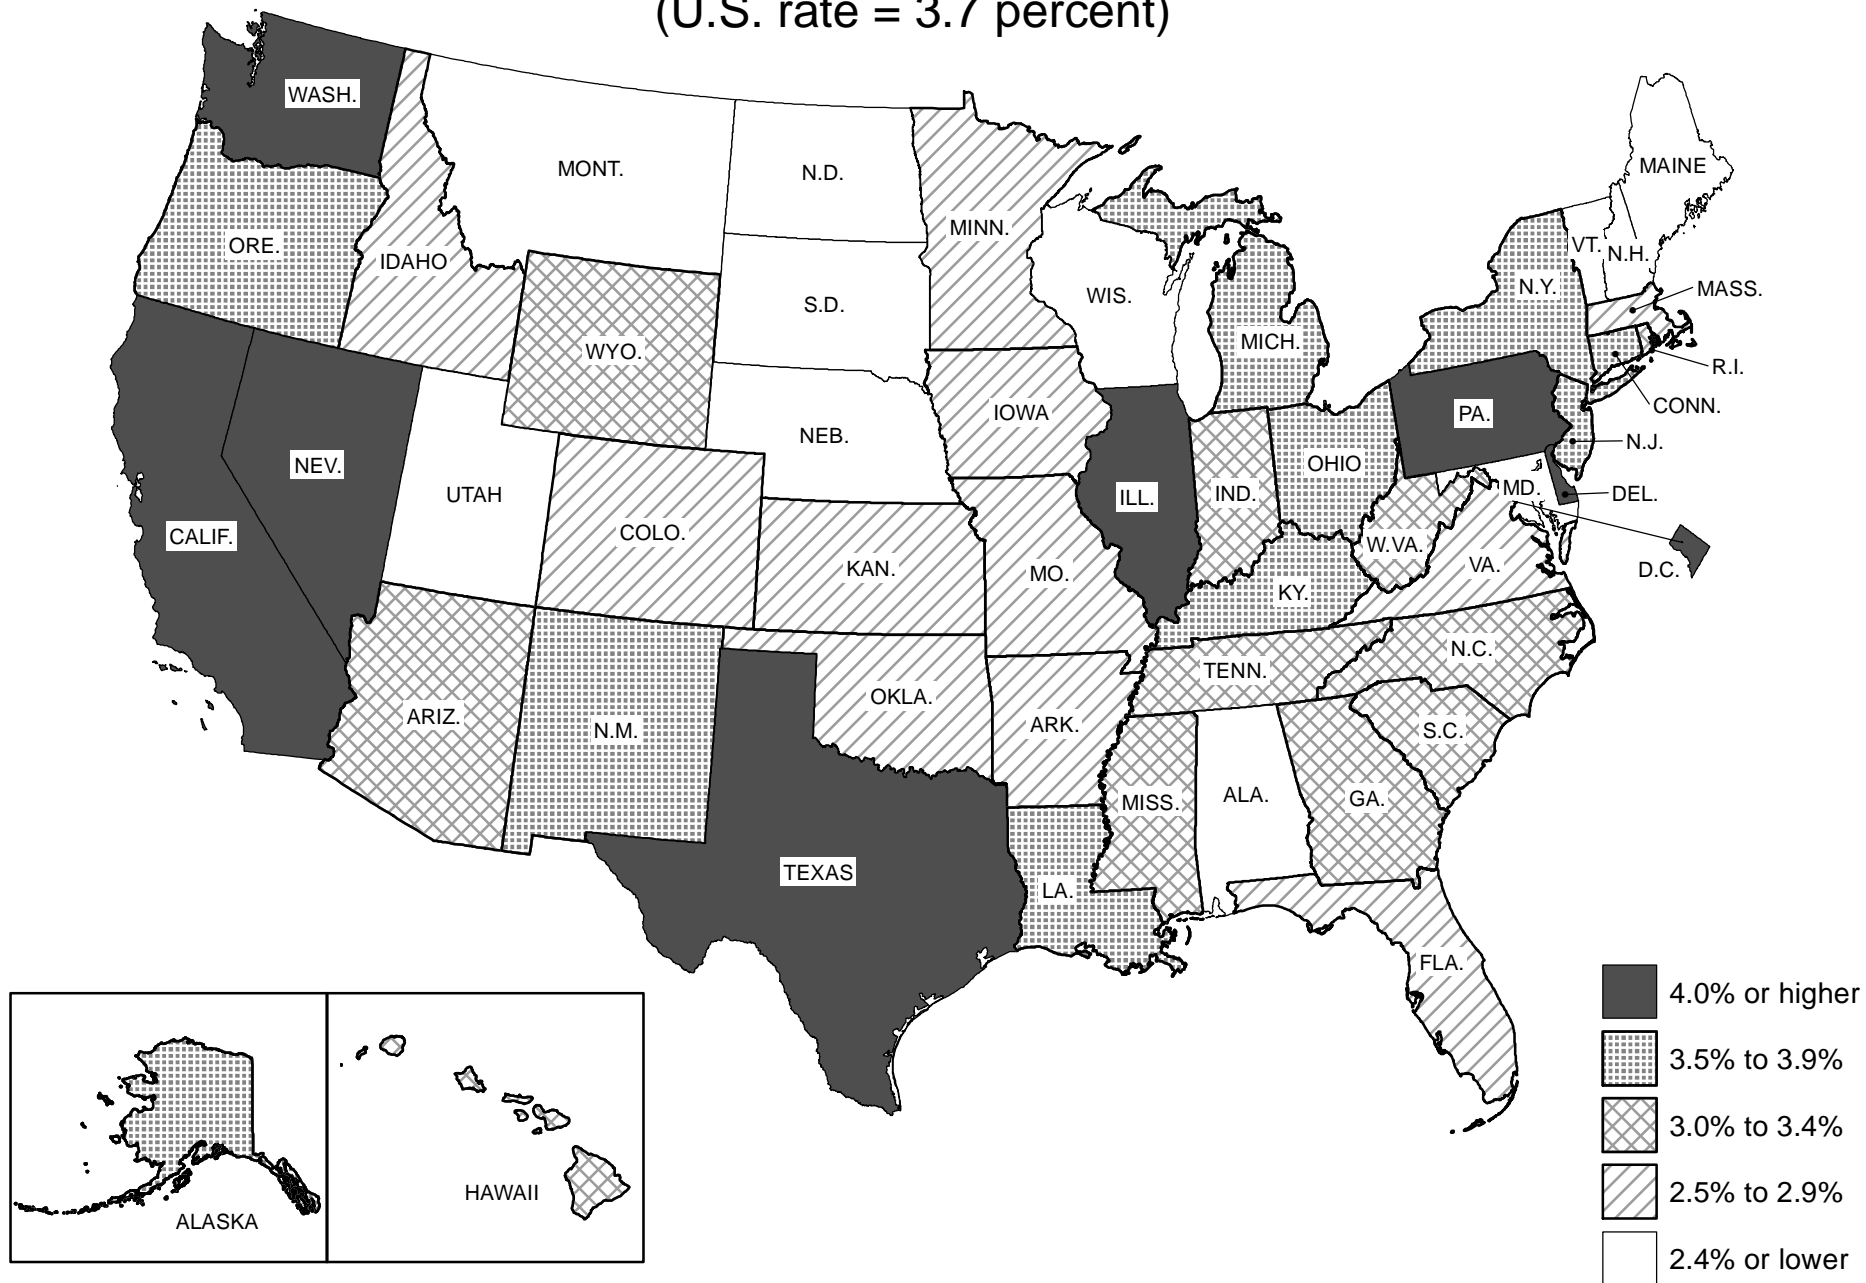 (U.S. rate = 3.7 percent)
WASH.
MONT.
N.D.
MINN.
MAINE
ORE.
IDAHO
WYO.
S.D.
WIS.
MICH.
N.Y.
VT.
N.H.
MASS.
R.I.
CONN.
N.J.
DEL.
D.C.
MD.
PA.
OHIO
IND.
ILL.
IOWA
NEB.
NEV.
UTAH
COLO.
CALIF.
KAN.
MO.
KY.
W.VA.
VA.
N.C.
TENN.
S.C.
ARIZ.
N.M.
OKLA.
ARK.
MISS.
ALA.
GA.
TEXAS
LA.
FLA.
ALASKA
HAWAII
4.0% or higher
3.5% to 3.9%
3.0% to 3.4%
2.5% to 2.9%
2.4% or lower